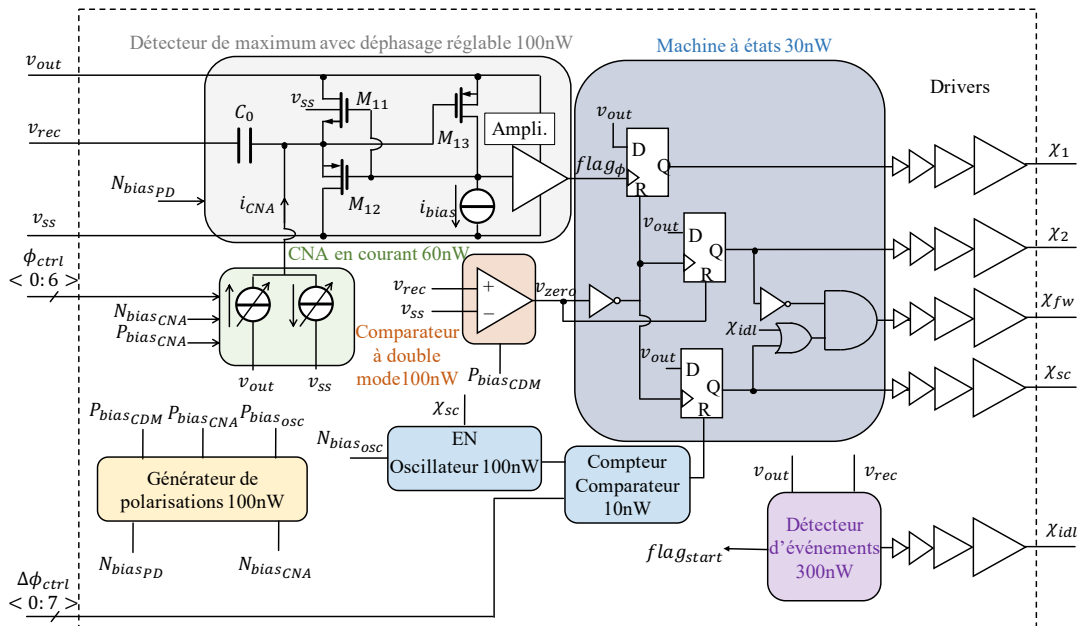 Détecteur de maximum avec déphasage réglable 100nW
Machine à états 30nW
Drivers
v_out
v_rec
C_0
v_ss
M_11
M_13
M_12
Ampli.
N_bias_PD
i_CNA
i_bias
v_ss
flag_ϕ
v_out
D
Q
R
χ_1
v_out
D
Q
R
χ_2
CNA en courant 60nW
ϕ_ctrl
< 0:6 >
N_bias_CNA
P_bias_CNA
v_out
v_ss
v_rec
v_ss
+
−
v_zero
Comparateur
à double
mode100nW
P_bias_CDM
χ_idl
χ_fw
v_out
D
Q
R
χ_sc
P_bias_CDM
P_bias_CNA
P_bias_osc
Générateur de
polarisations 100nW
N_bias_PD
N_bias_CNA
χ_sc
N_bias_osc
EN
Oscillateur 100nW
Compteur
Comparateur
10nW
v_out
v_rec
Détecteur
d'événements
300nW
flag_start
χ_idl
Δϕ_ctrl
< 0: 7 >